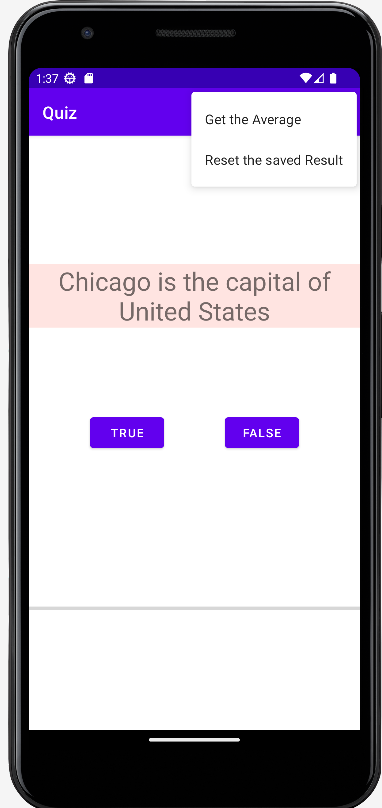 1:37
Quiz
Get the Average
Reset the saved Result
Chicago is the capital of
United States
TRUE
FALSE